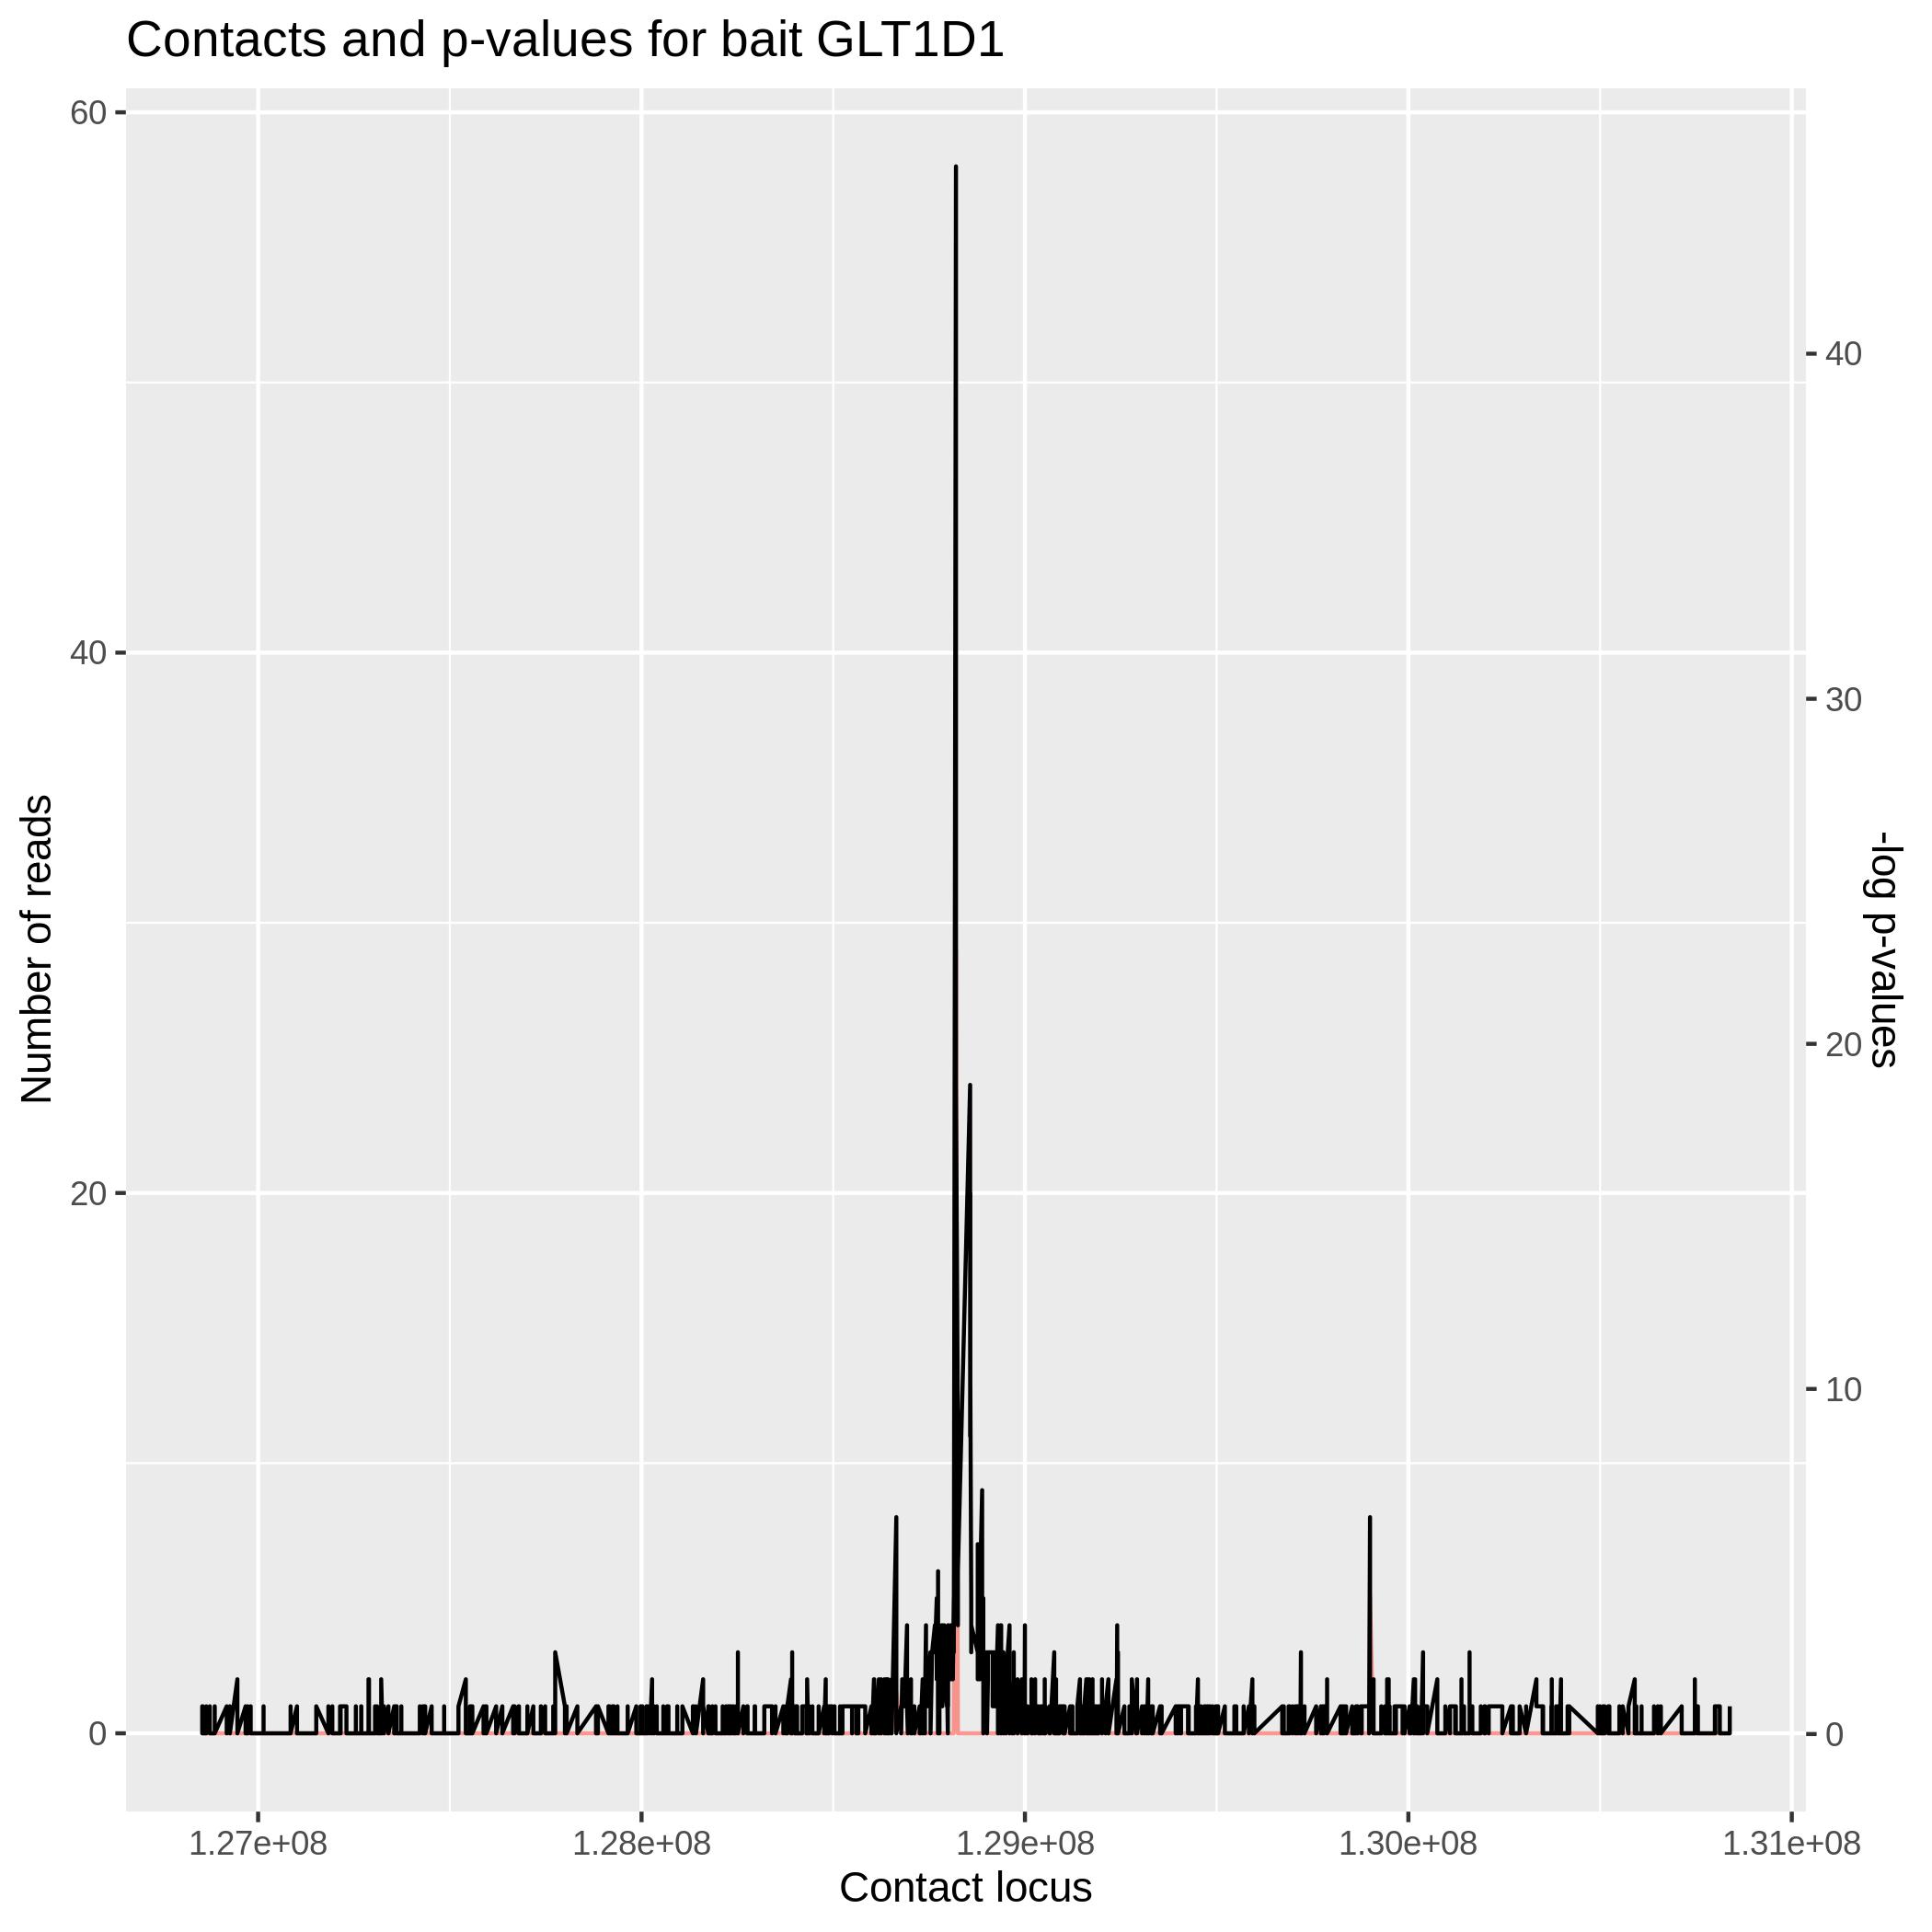 Contacts and p-values for bait GLT1D1
60
40
20
0
Number of reads
40
30
20
10
0
-log p-values
1.27e+08 1.28e+08 1.29e+08 1.30e+08 1.31e+08
Contact locus